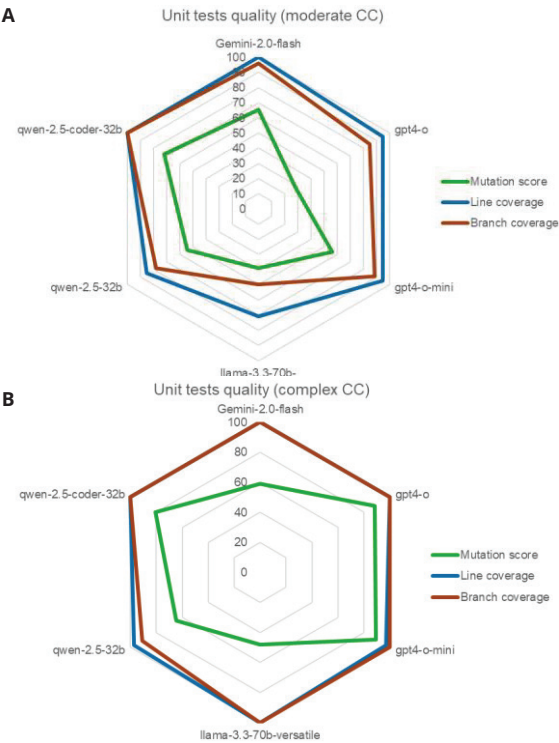 A
Unit tests quality (moderate CC)
Gemini-2.0-flash
100
90
80
70
60
50
40
30
20
10
0
qwen-2.5-coder-32b
gpt4-o
Mutation score
Line coverage
Branch coverage
qwen-2.5-32b
gpt4-o-mini
llama-3.3-70b-
B
Unit tests quality (complex CC)
Gemini-2.0-flash
100
80
60
40
20
0
qwen-2.5-coder-32b
gpt4-o
Mutation score
Line coverage
Branch coverage
qwen-2.5-32b
gpt4-o-mini
llama-3.3-70b-versatile